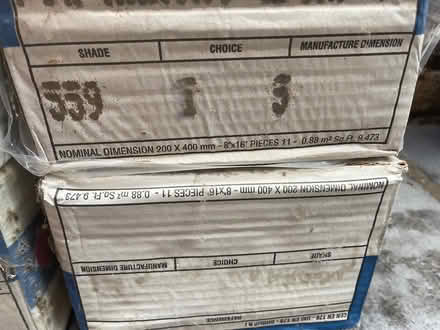 SHADE CHOICE MANUFACTURE DIMENSION
559 1 5
NOMINAL DIMENSION 200 X 400 mm - 8"x16" PIECES 11 - 0.88 m² Sq.Ft. 9.473
NOMINAL DIMENSION 200 X 400 mm - 8"x16" PIECES 11 - 0.88 m² Sq.Ft. 9.473
SHADE CHOICE MANUFACTURE DIMENSION